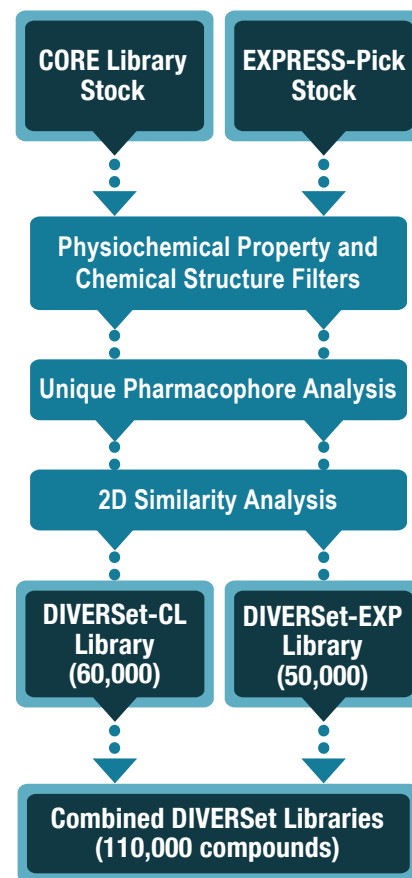 CORE Library
Stock
EXPRESS-Pick
Stock
Physiochemical Property and
Chemical Structure Filters
Unique Pharmacophore Analysis
2D Similarity Analysis
DIVERSet-CL
Library
(60,000)
DIVERSet-EXP
Library
(50,000)
Combined DIVERSet Libraries
(110,000 compounds)